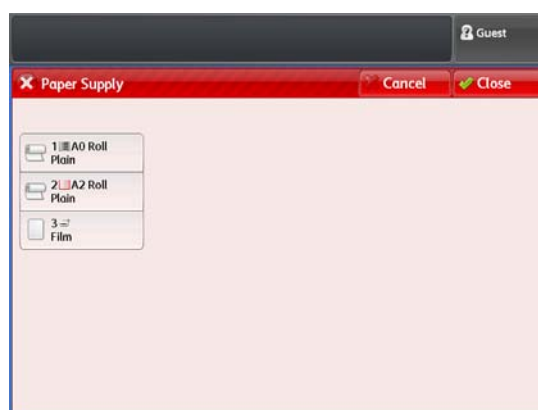 Guest
Paper Supply
Cancel
Close
1 A0 Roll
Plain
2 A2 Roll
Plain
3
Film